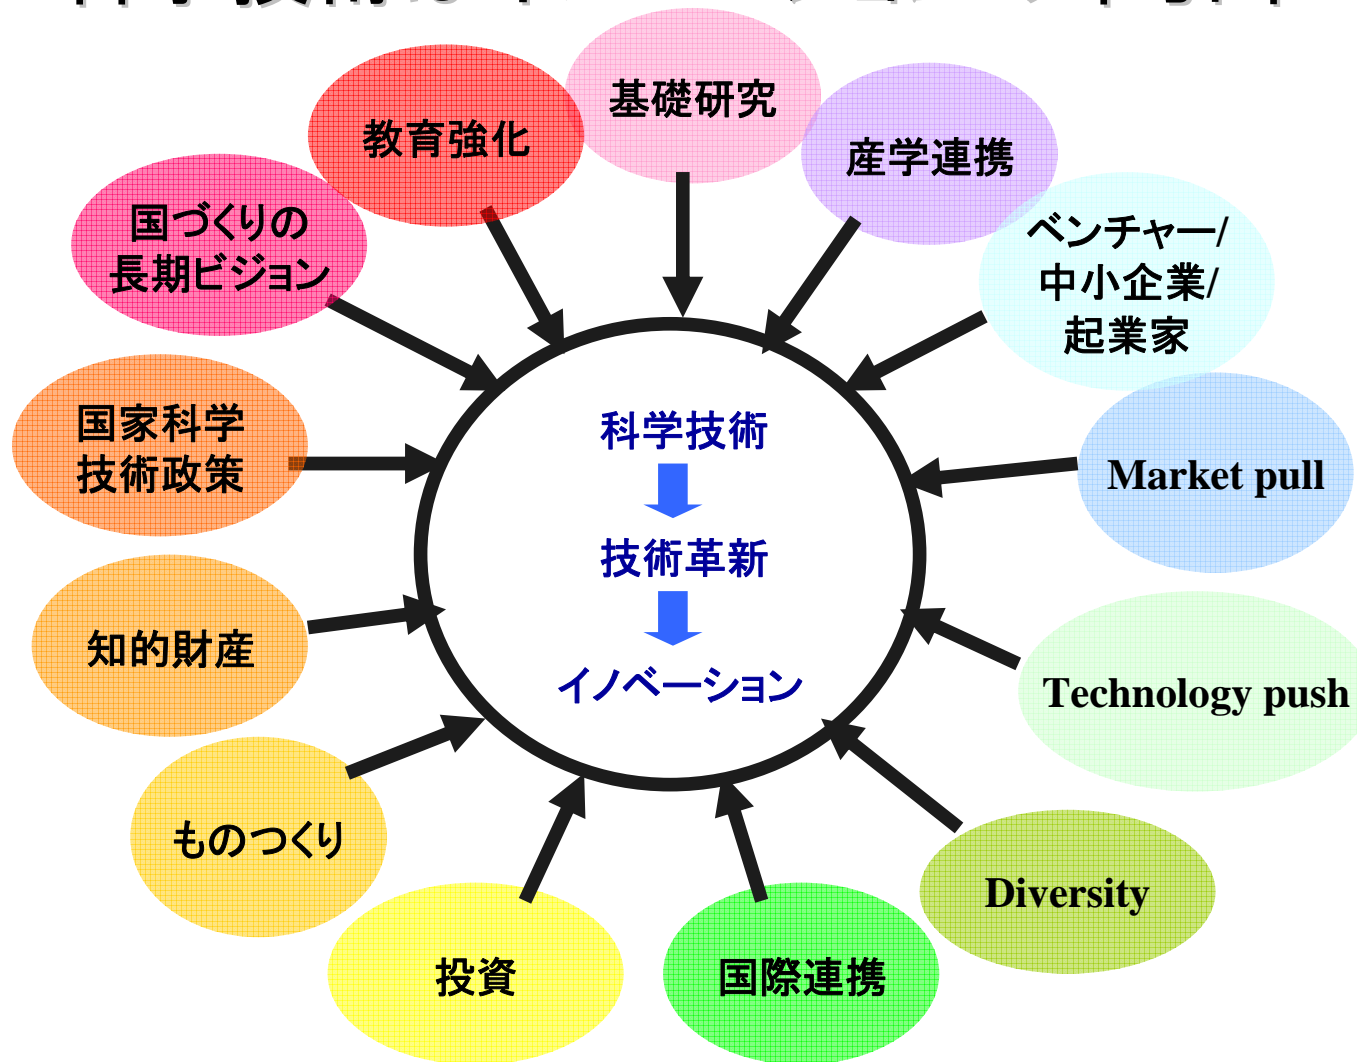 基礎研究
教育強化
産学連携
国づくりの
長期ビジョン
ベンチャー/
中小企業/
起業家
国家科学
技術政策
科学技術
Market pull
技術革新
知的財産
イノベーション
Technology push
ものつくり
Diversity
投資
国際連携